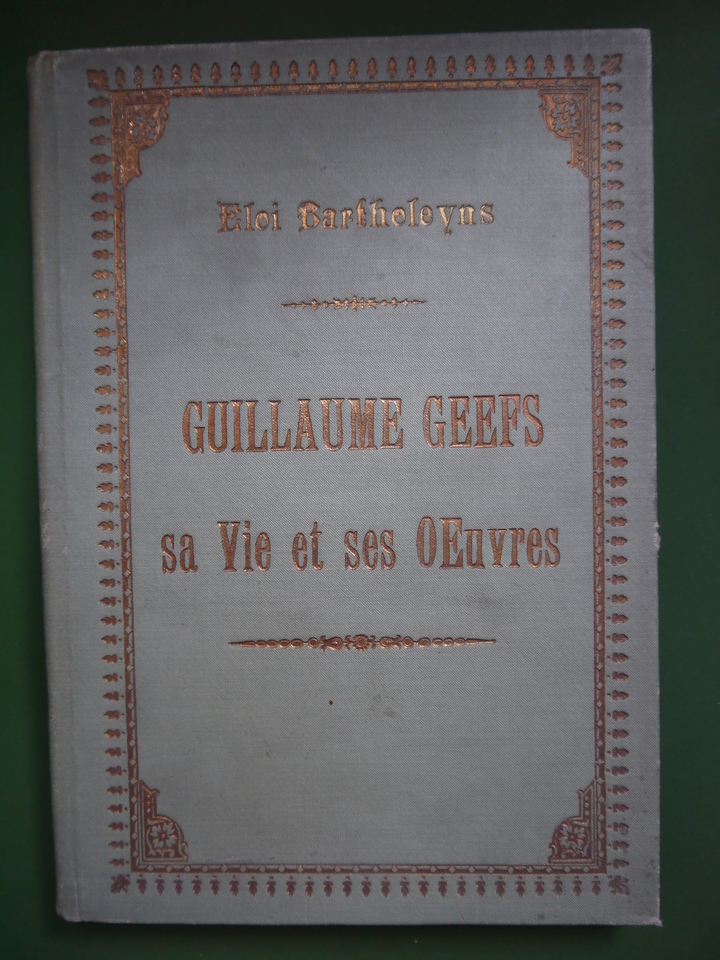 Eloi Bartheleyns
GUILLAUME GEEFS
sa Vie et ses OEuvres